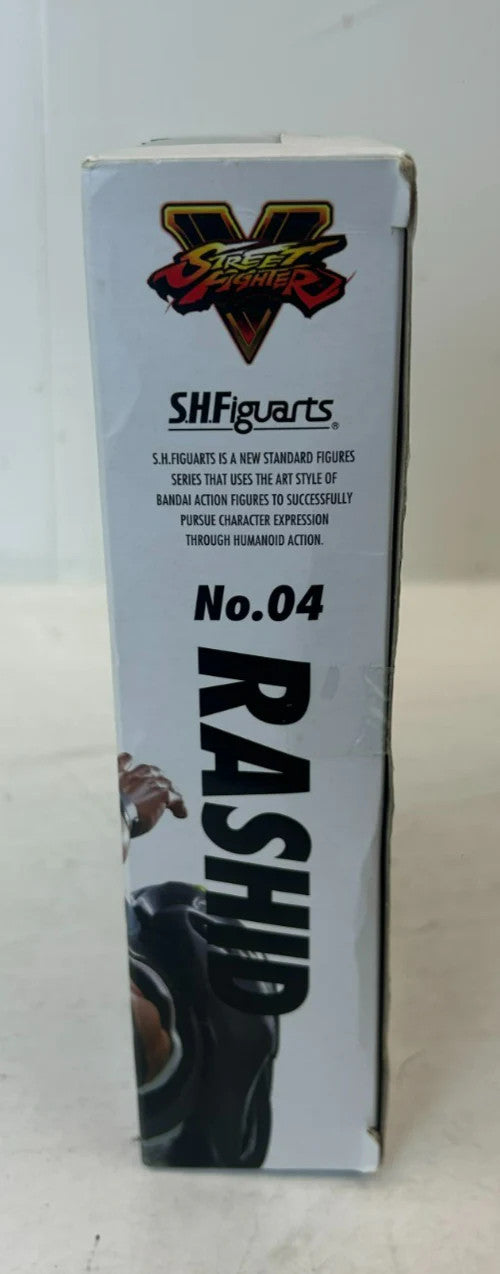 V
STREET
FIGHTER
S.H.Figuarts®
S.H.FIGUARTS IS A NEW STANDARD FIGURES
SERIES THAT USES THE ART STYLE OF
BANDAI ACTION FIGURES TO SUCCESSFULLY
PURSUE CHARACTER EXPRESSION
THROUGH HUMANOID ACTION.
No.04
RASHID